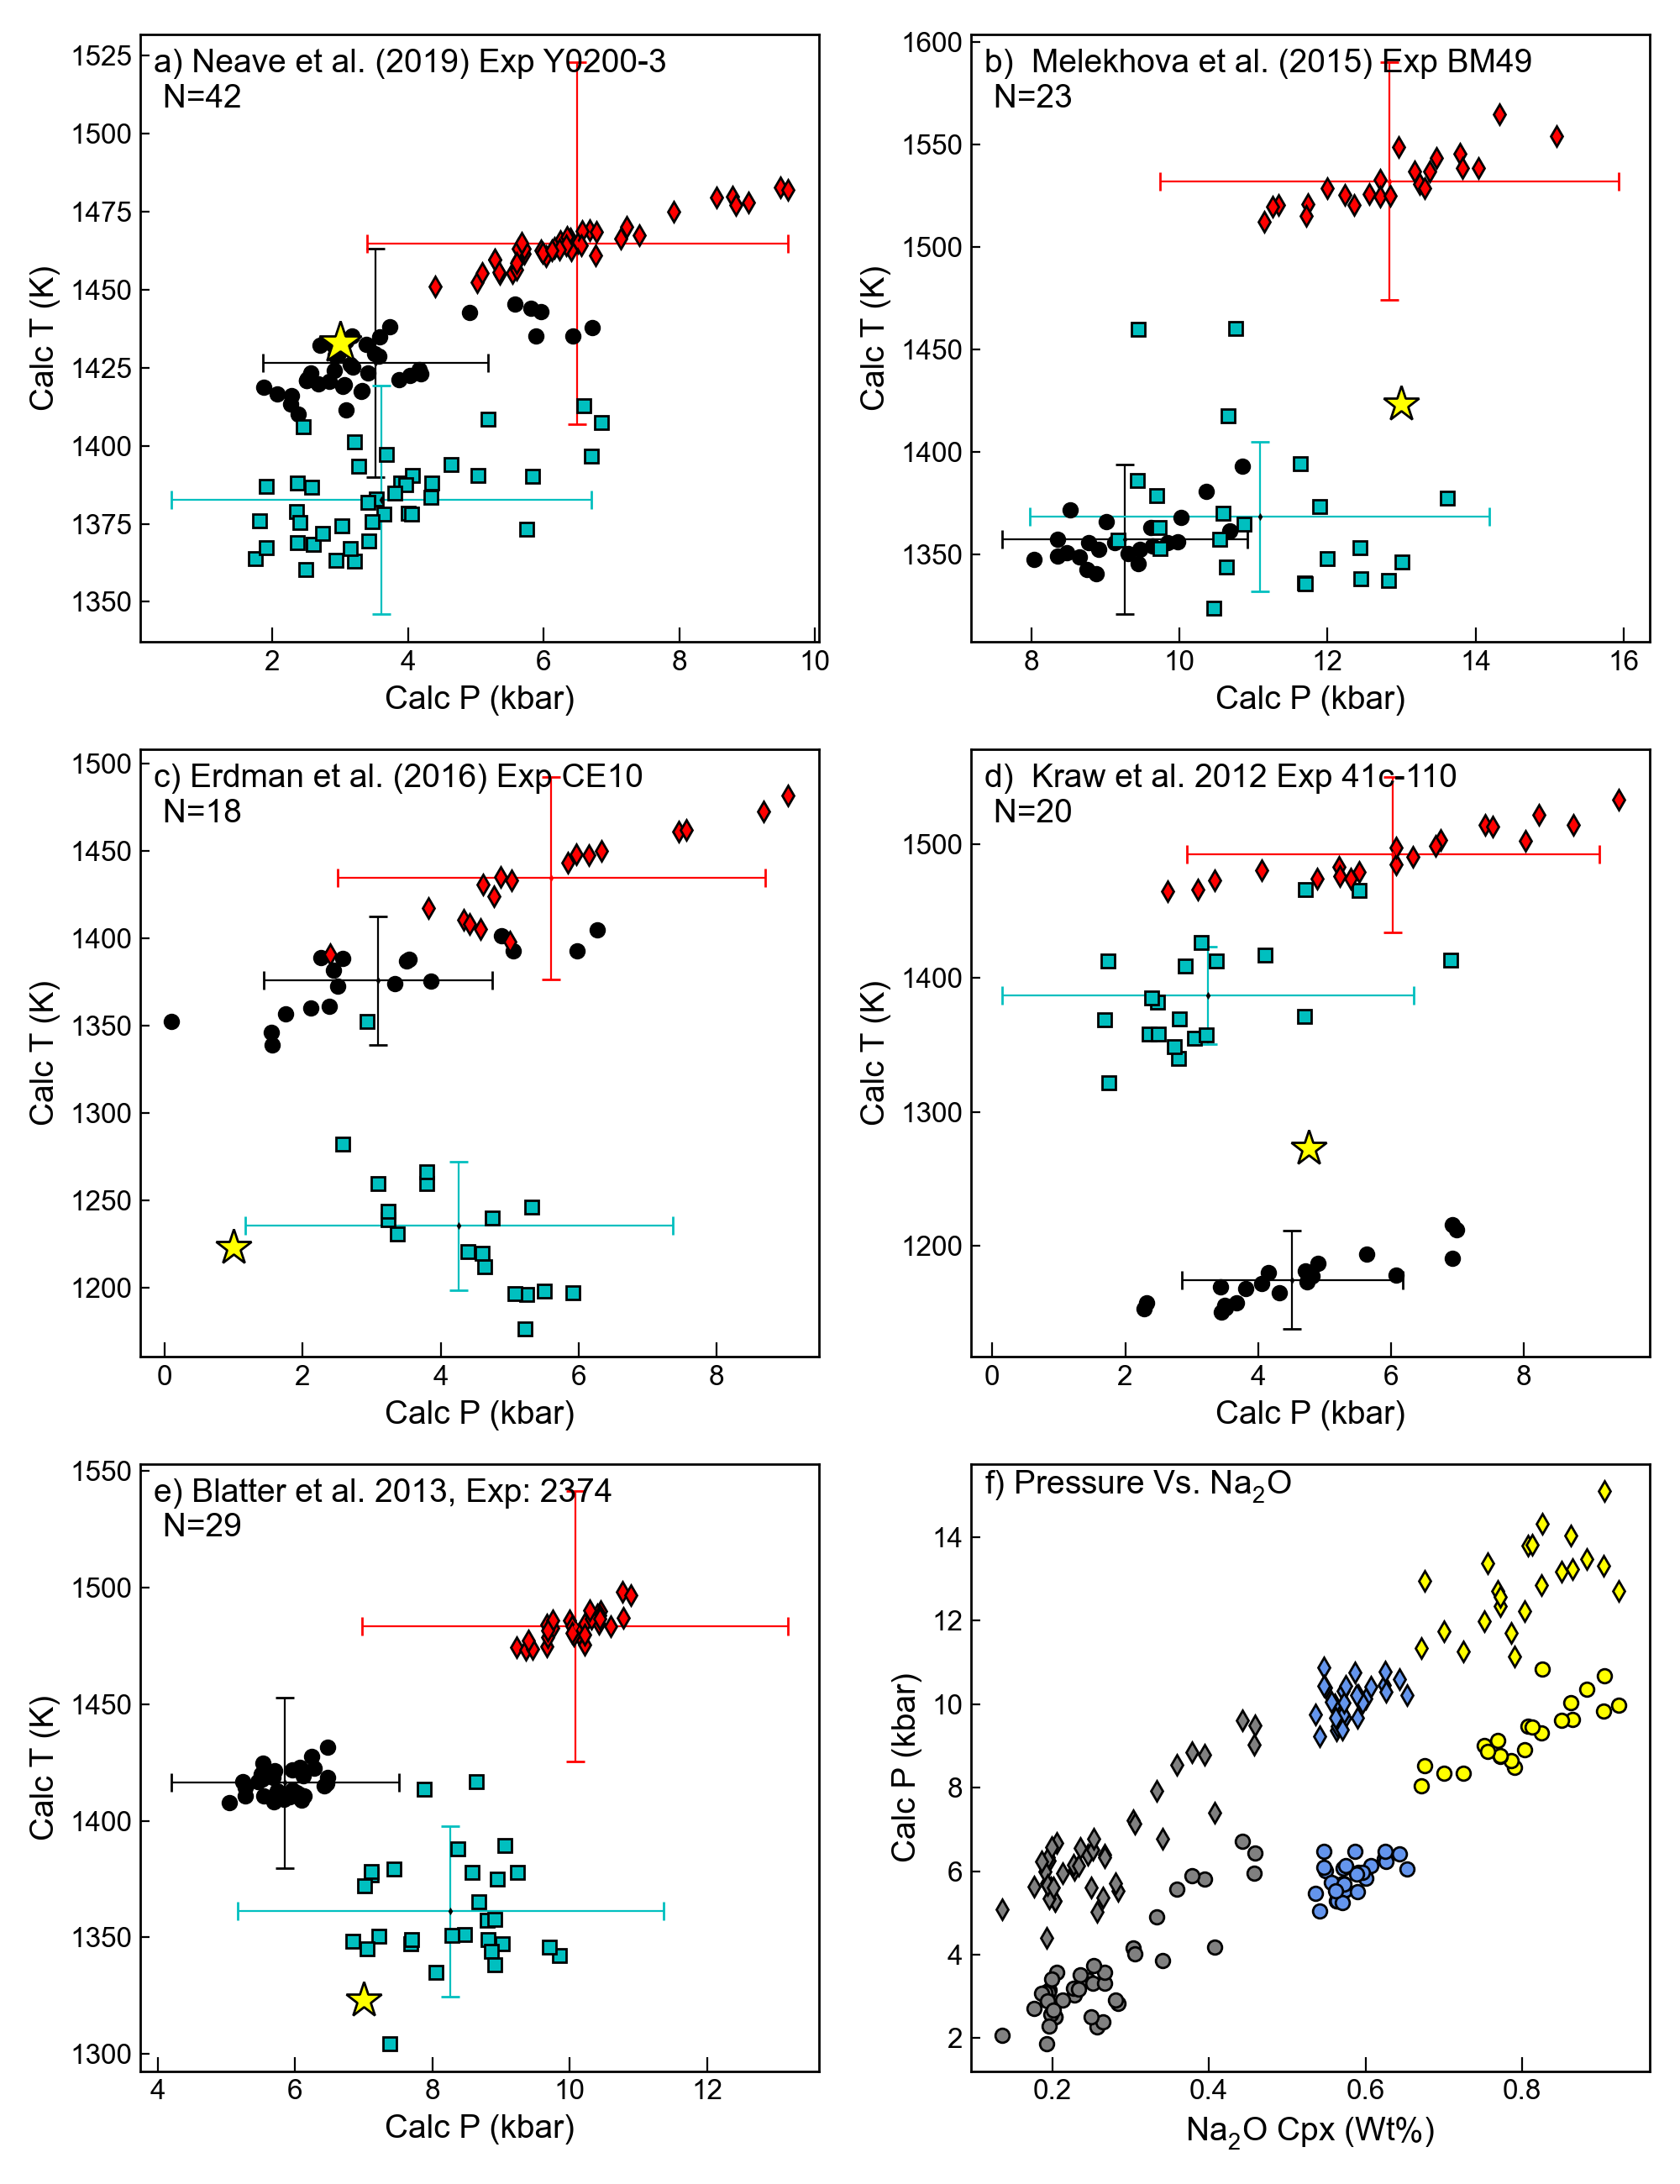 a) Neave et al. (2019) Exp Y0200-3
N=42
1525
1500
1475
1450
1425
1400
1375
1350
Calc T (K)
2 4 6 8 10
Calc P (kbar)
b) Melekhova et al. (2015) Exp BM49
N=23
1600
1550
1500
1450
1400
1350
Calc T (K)
8 10 12 14 16
Calc P (kbar)
c) Erdman et al. (2016) Exp CE10
N=18
1500
1450
1400
1350
1300
1250
1200
Calc T (K)
0 2 4 6 8
Calc P (kbar)
d) Kraw et al. 2012 Exp 41c-110
N=20
1500
1400
1300
1200
Calc T (K)
0 2 4 6 8
Calc P (kbar)
e) Blatter et al. 2013, Exp: 2374
N=29
1550
1500
1450
1400
1350
1300
Calc T (K)
4 6 8 10 12
Calc P (kbar)
f) Pressure Vs. Na₂O
14
12
10
8
6
4
2
Calc P (kbar)
0.2 0.4 0.6 0.8
Na₂O Cpx (Wt%)